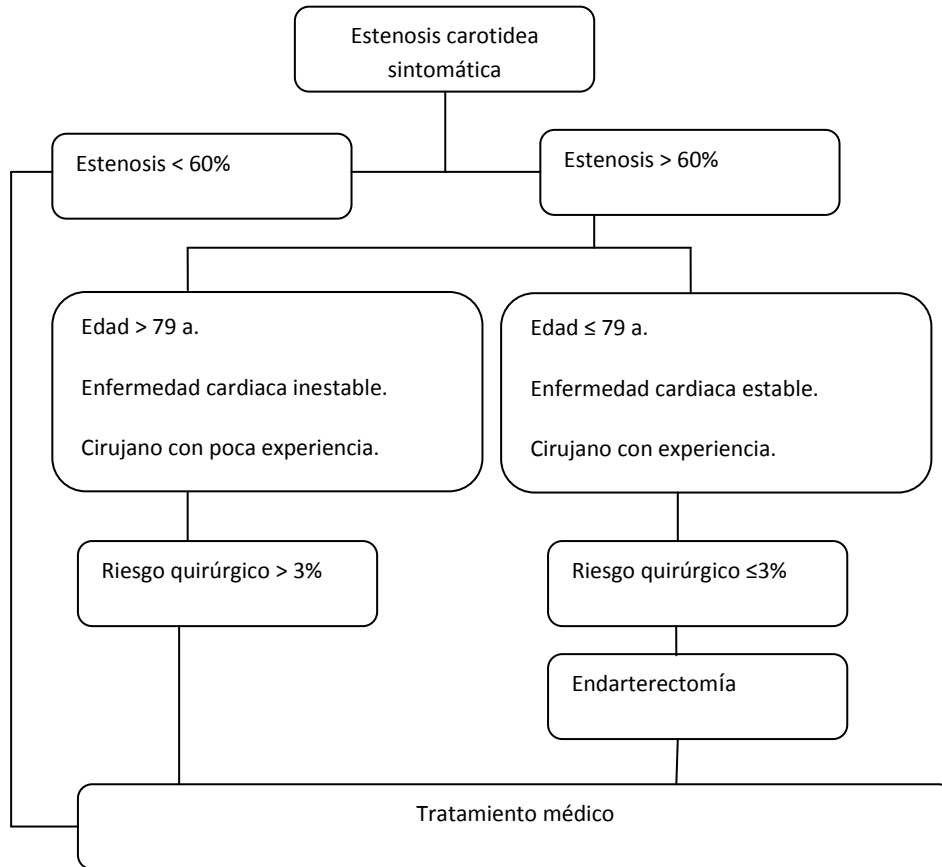 Estenosis carotidea
sintomática
Estenosis < 60%
Estenosis > 60%
Edad > 79 a.
Enfermedad cardiaca inestable.
Cirujano con poca experiencia.
Edad ≤ 79 a.
Enfermedad cardiaca estable.
Cirujano con experiencia.
Riesgo quirúrgico > 3%
Riesgo quirúrgico ≤3%
Endarterectomía
Tratamiento médico